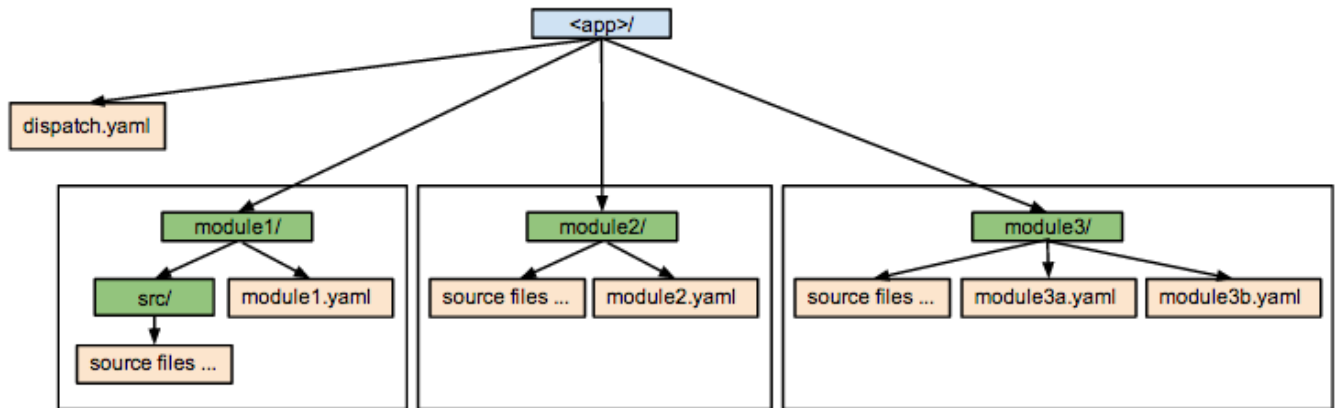 <app>/
dispatch.yaml
module1/
src/
module1.yaml
source files ...
module2/
source files ...
module2.yaml
module3/
source files ...
module3a.yaml
module3b.yaml